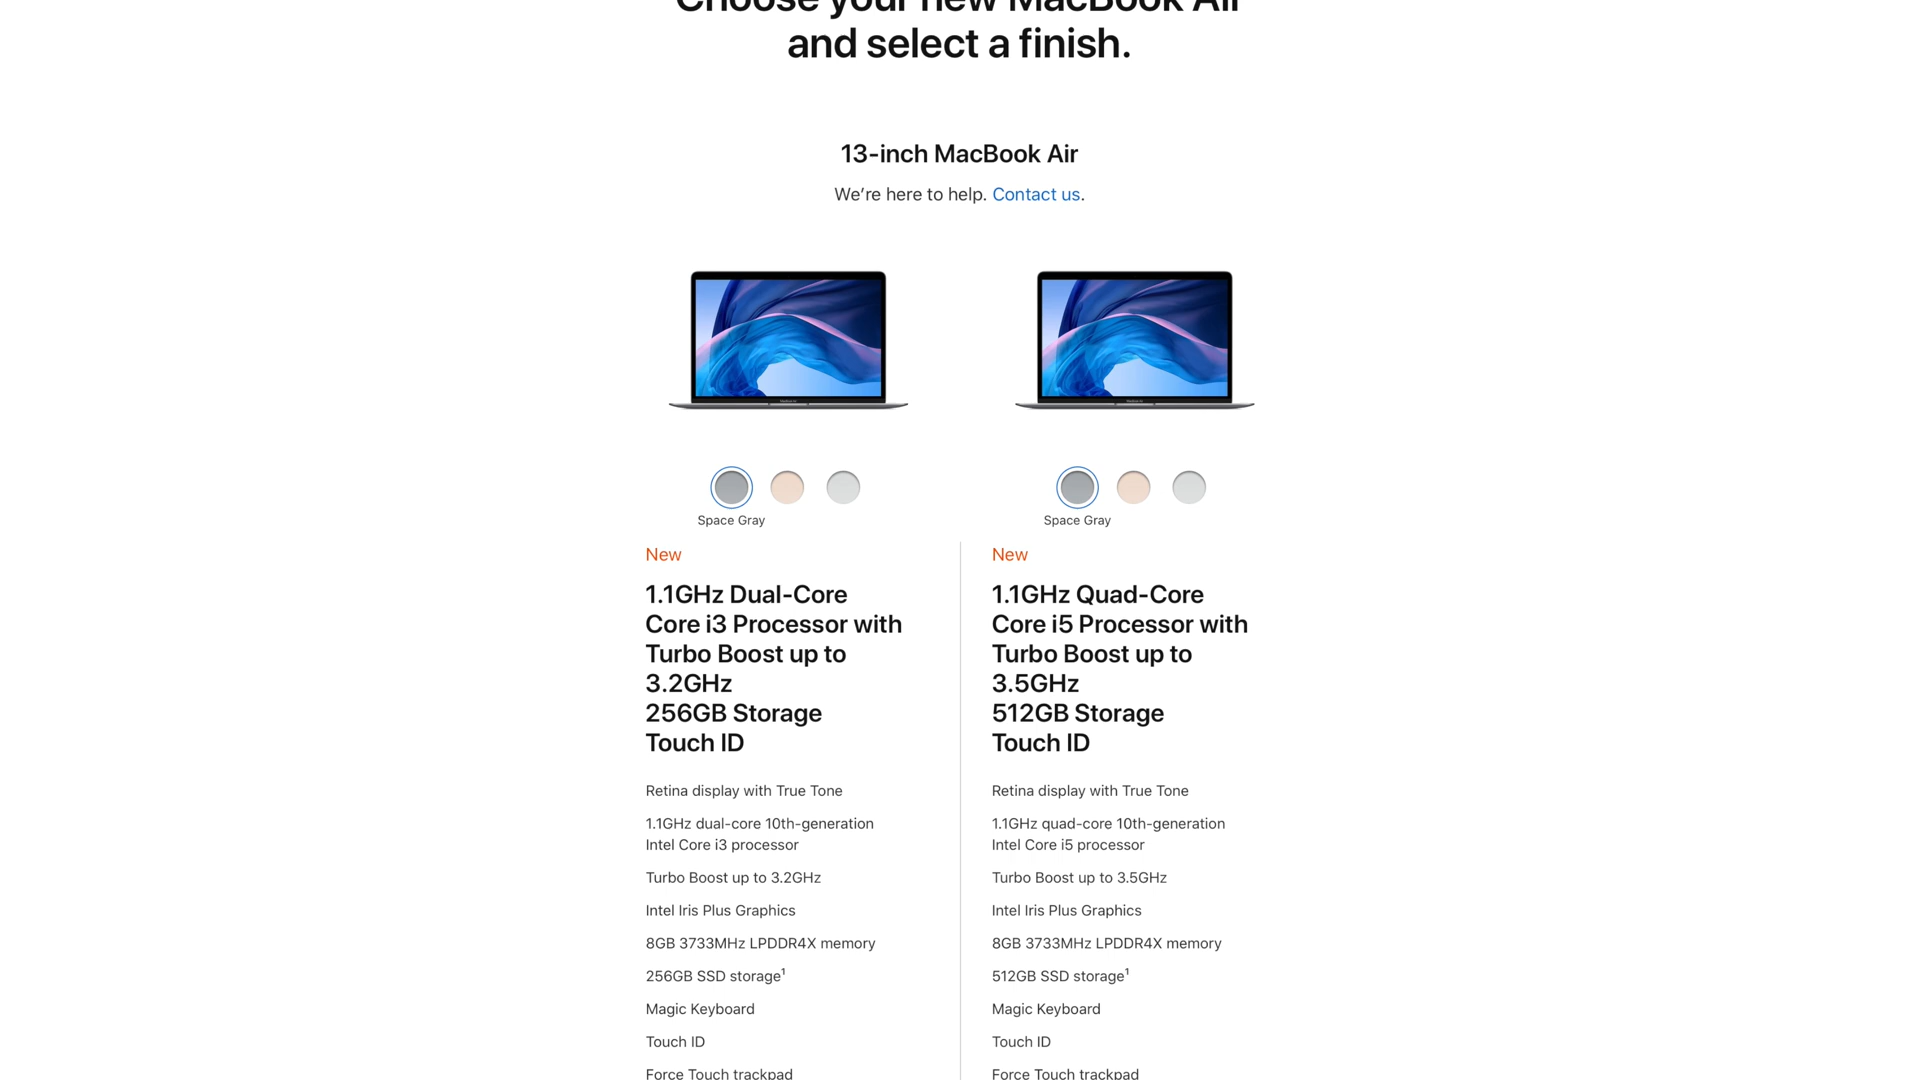 Choose your new MacBook Air
and select a finish.
13-inch MacBook Air
We're here to help. Contact us.
Space Gray
New
1.1GHz Dual-Core
Core i3 Processor with
Turbo Boost up to
3.2GHz
256GB Storage
Touch ID
Retina display with True Tone
1.1GHz dual-core 10th-generation
Intel Core i3 processor
Turbo Boost up to 3.2GHz
Intel Iris Plus Graphics
8GB 3733MHz LPDDR4X memory
256GB SSD storage¹
Magic Keyboard
Touch ID
Force Touch trackpad
Space Gray
New
1.1GHz Quad-Core
Core i5 Processor with
Turbo Boost up to
3.5GHz
512GB Storage
Touch ID
Retina display with True Tone
1.1GHz quad-core 10th-generation
Intel Core i5 processor
Turbo Boost up to 3.5GHz
Intel Iris Plus Graphics
8GB 3733MHz LPDDR4X memory
512GB SSD storage¹
Magic Keyboard
Touch ID
Force Touch trackpad